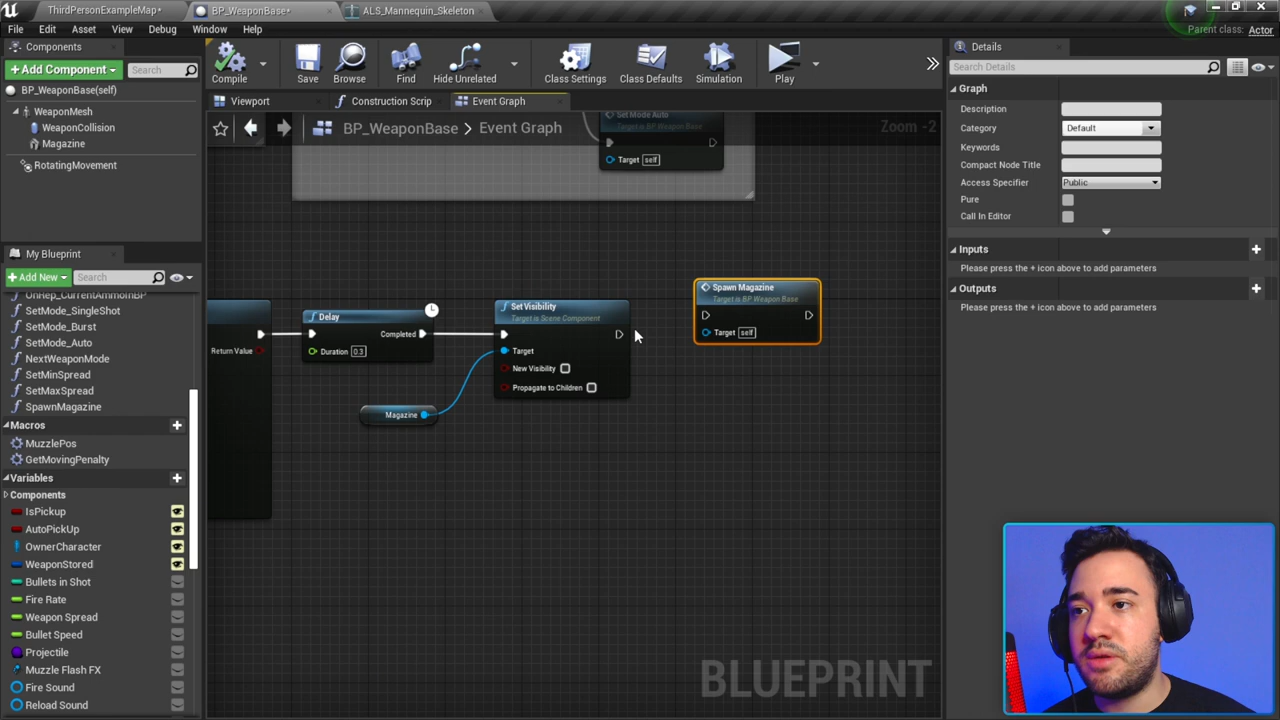 ThirdPersonExampleMap*
BP_WeaponBase*
ALS_Mannequin_Skeleton
File Edit Asset View Debug Window Help
Parent class: Actor
Components
+Add Component
Search
BP_WeaponBase(self)
WeaponMesh
WeaponCollision
Magazine
RotatingMovement
Compile
Save
Browse
Find
Hide Unrelated
Class Settings
Class Defaults
Simulation
Play
Viewport
Construction Scrip
Event Graph
BP_WeaponBase > Event Graph
Zoom -2
Set Mode Auto
Target is BP Weapon Base
Target self
Return Value
Delay
Completed
Duration 0.3
Magazine
SetVisibility
Target is Scene Component
Target
New Visibility
Propagate to Children
Spawn Magazine
Target is BP Weapon Base
Target self
BLUEPRINT
My Blueprint
+Add New
Search
OnRep_CurrentAmmoInBP
SetMode_SingleShot
SetMode_Burst
SetMode_Auto
NextWeaponMode
SetMinSpread
SetMaxSpread
SpawnMagazine
Macros
MuzzlePos
GetMovingPenalty
Variables
Components
IsPickup
AutoPickUp
OwnerCharacter
WeaponStored
Bullets in Shot
Fire Rate
Weapon Spread
Bullet Speed
Projectile
Muzzle Flash FX
Fire Sound
Reload Sound
Details
Search Details
Graph
Description
Category Default
Keywords
Compact Node Title
Access Specifier Public
Pure
Call In Editor
Inputs
Please press the + icon above to add parameters
Outputs
Please press the + icon above to add parameters